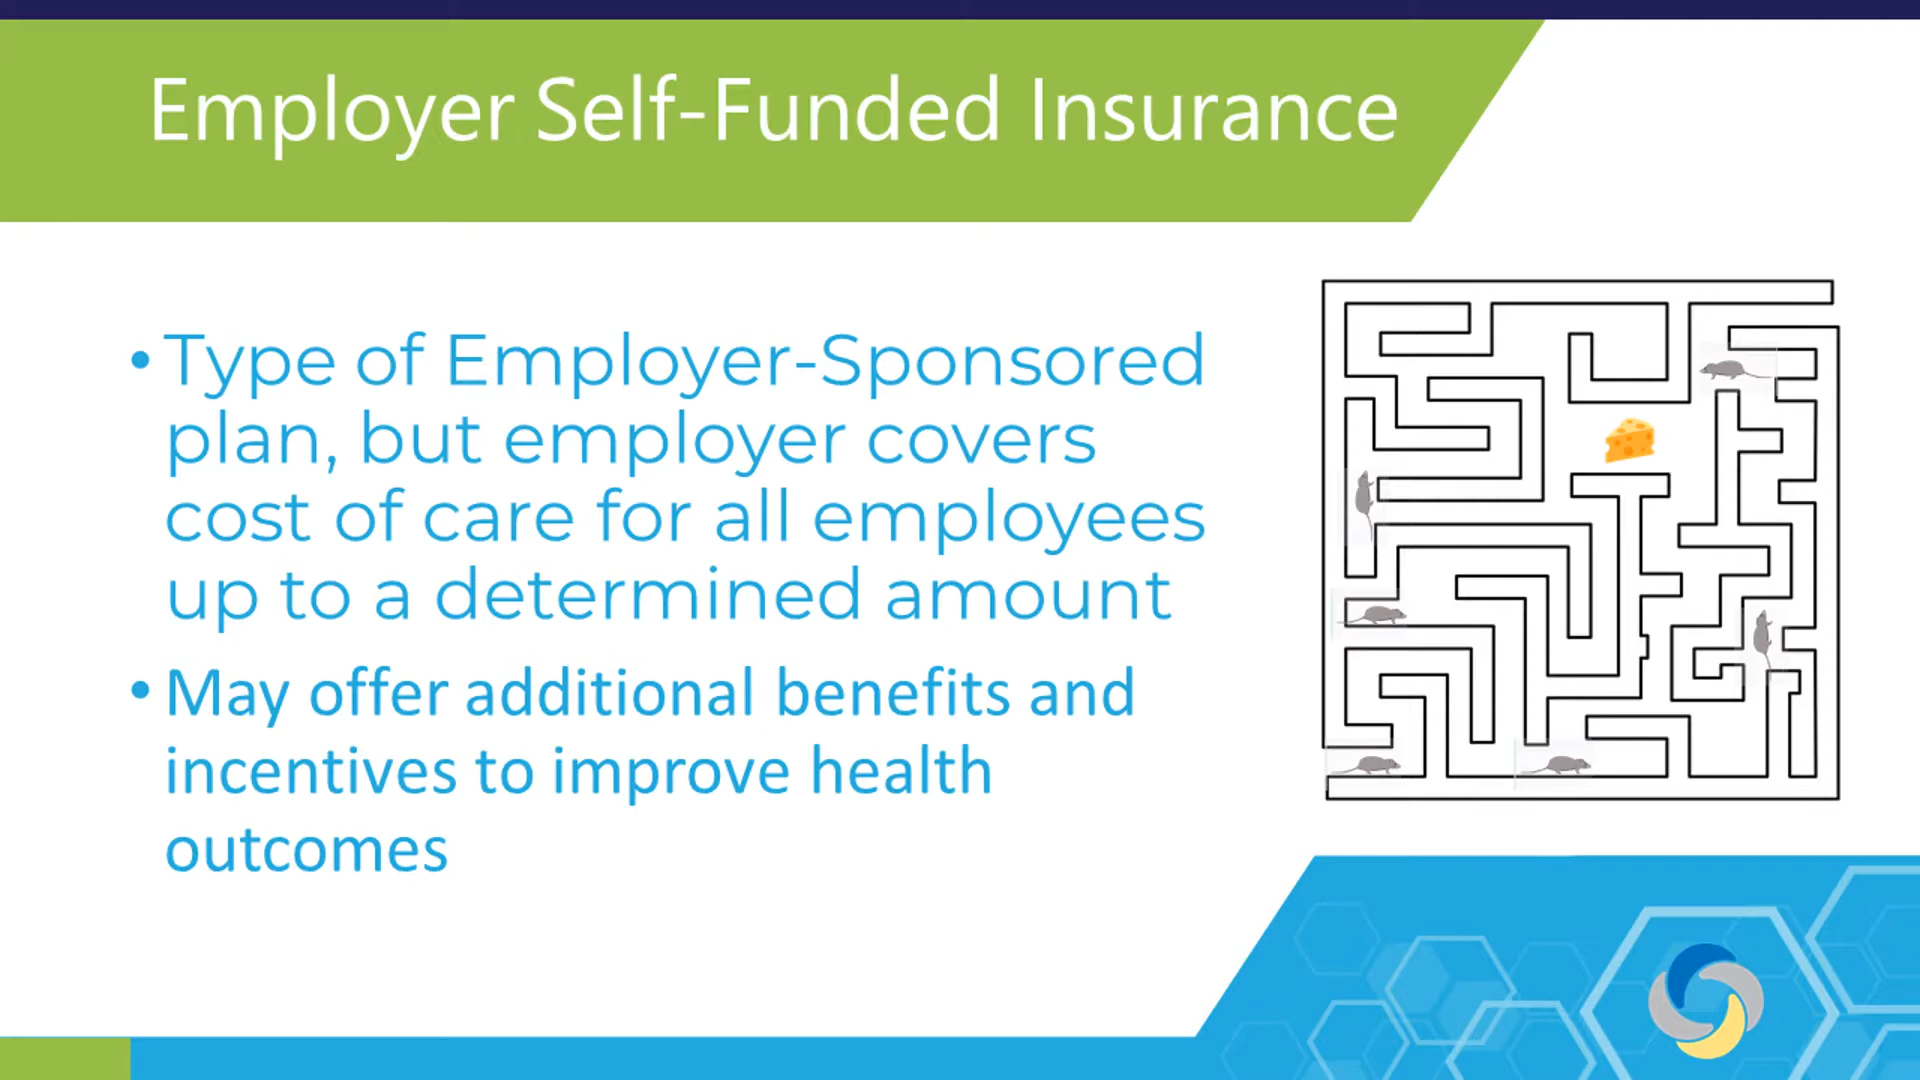 Employer Self-Funded Insurance
• Type of Employer-Sponsored
plan, but employer covers
cost of care for all employees
up to a determined amount
• May offer additional benefits and
incentives to improve health
outcomes